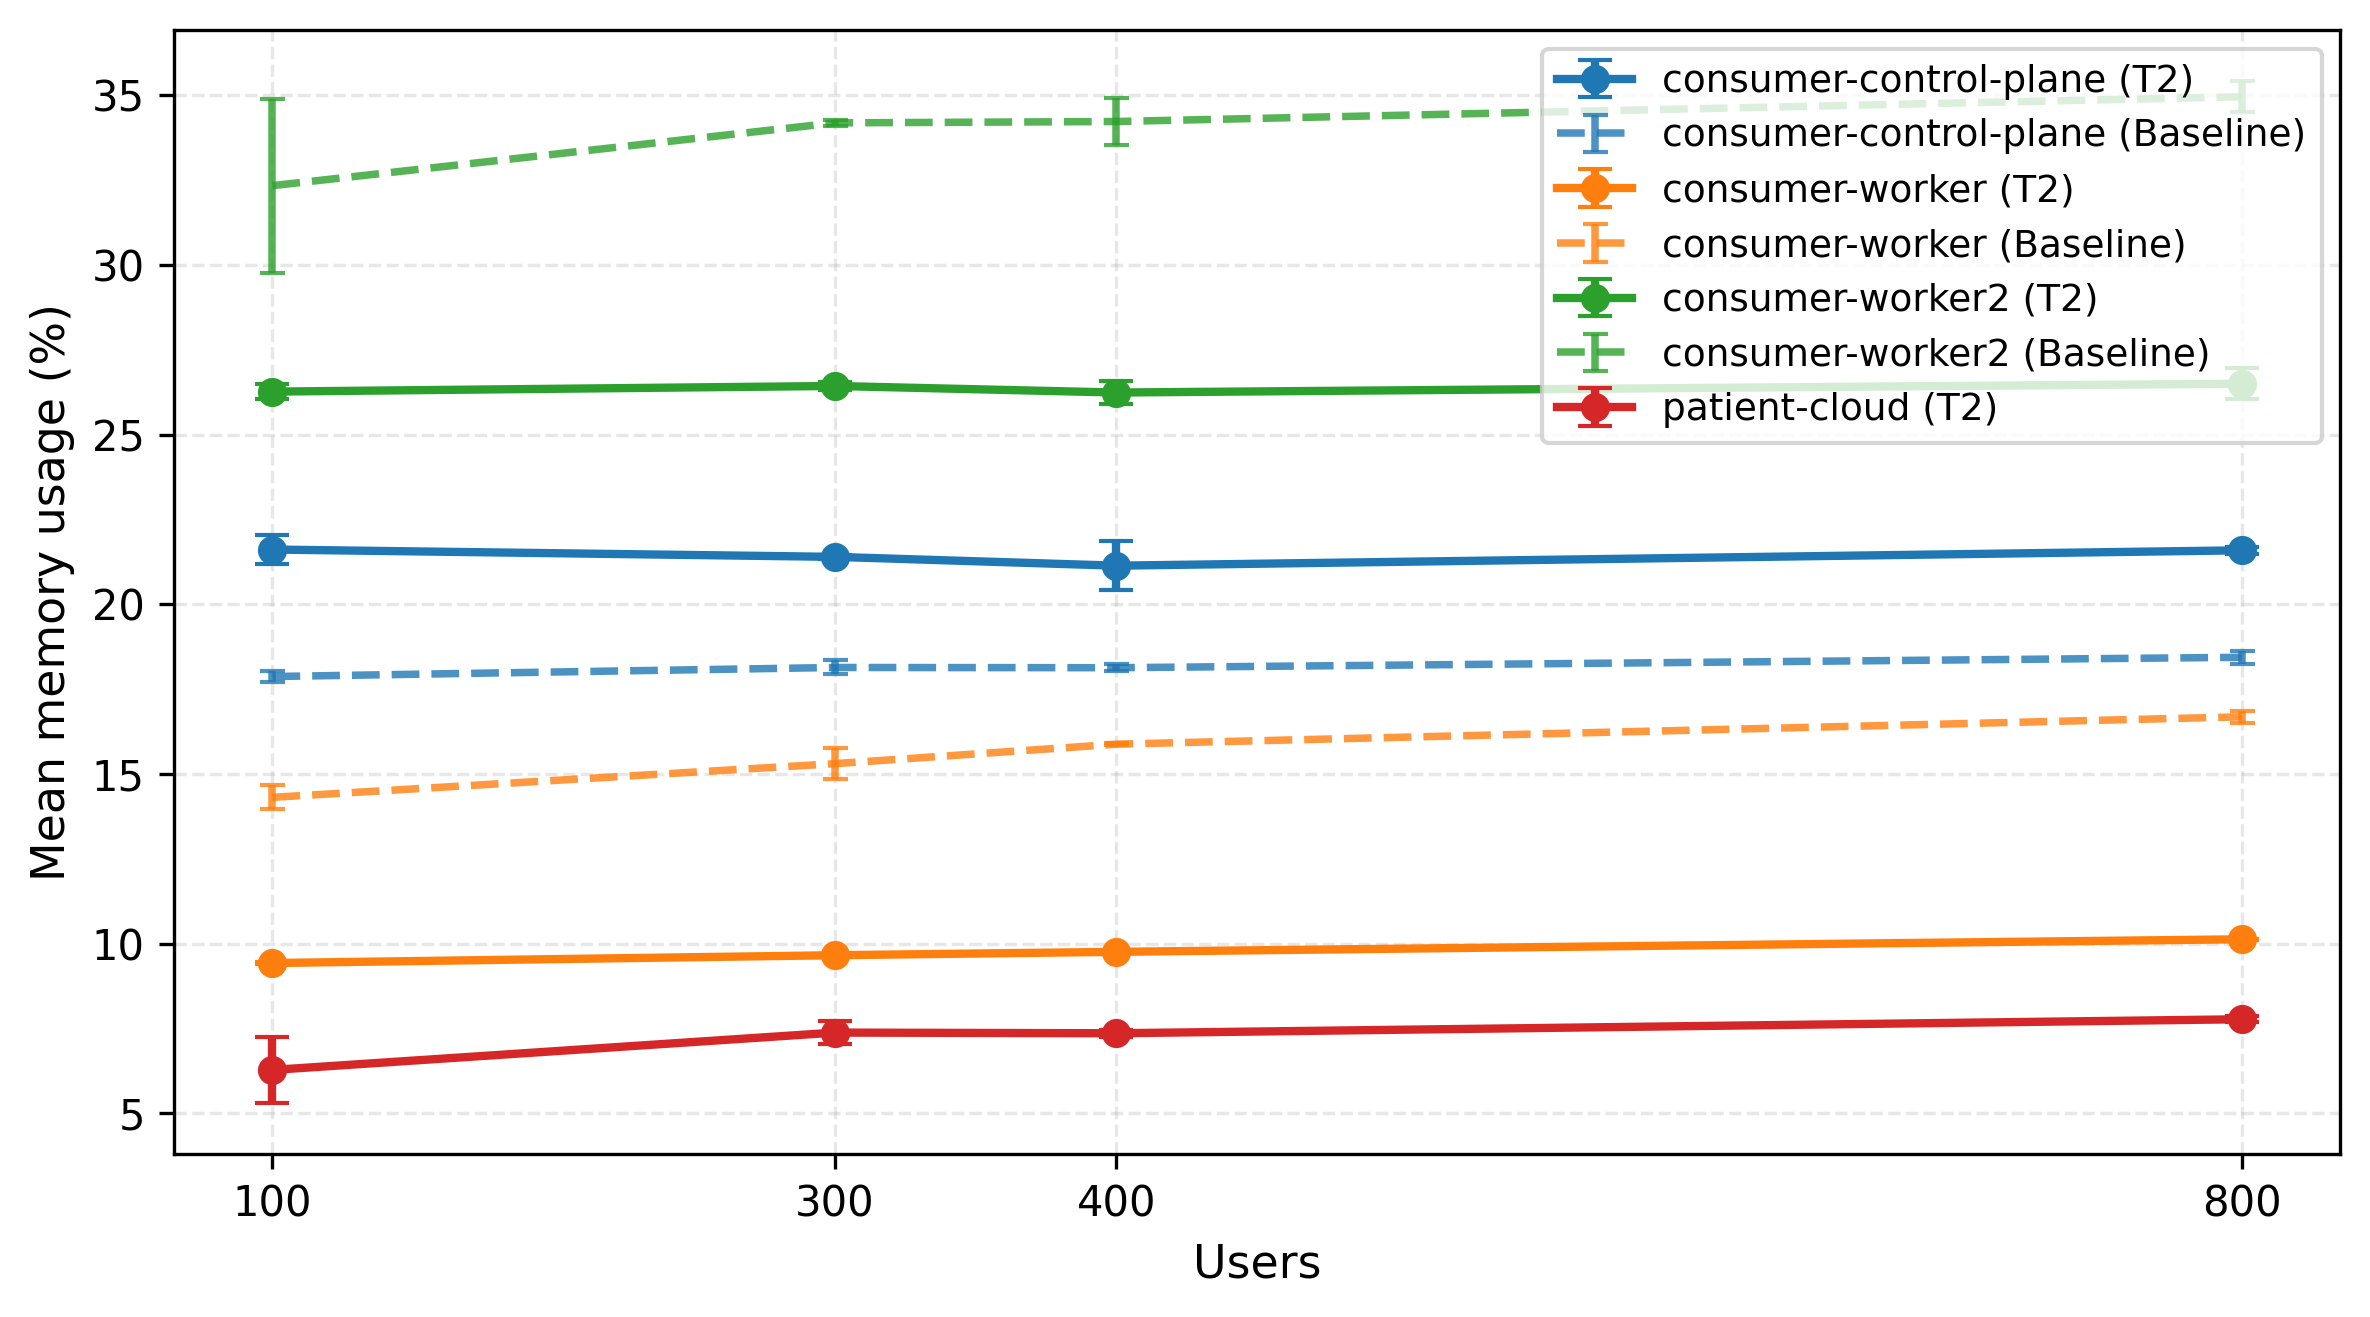 Mean memory usage (%)
35
30
25
20
15
10
5
consumer-control-plane (T2)
consumer-control-plane (Baseline)
consumer-worker (T2)
consumer-worker (Baseline)
consumer-worker2 (T2)
consumer-worker2 (Baseline)
patient-cloud (T2)
100 300 400 800
Users